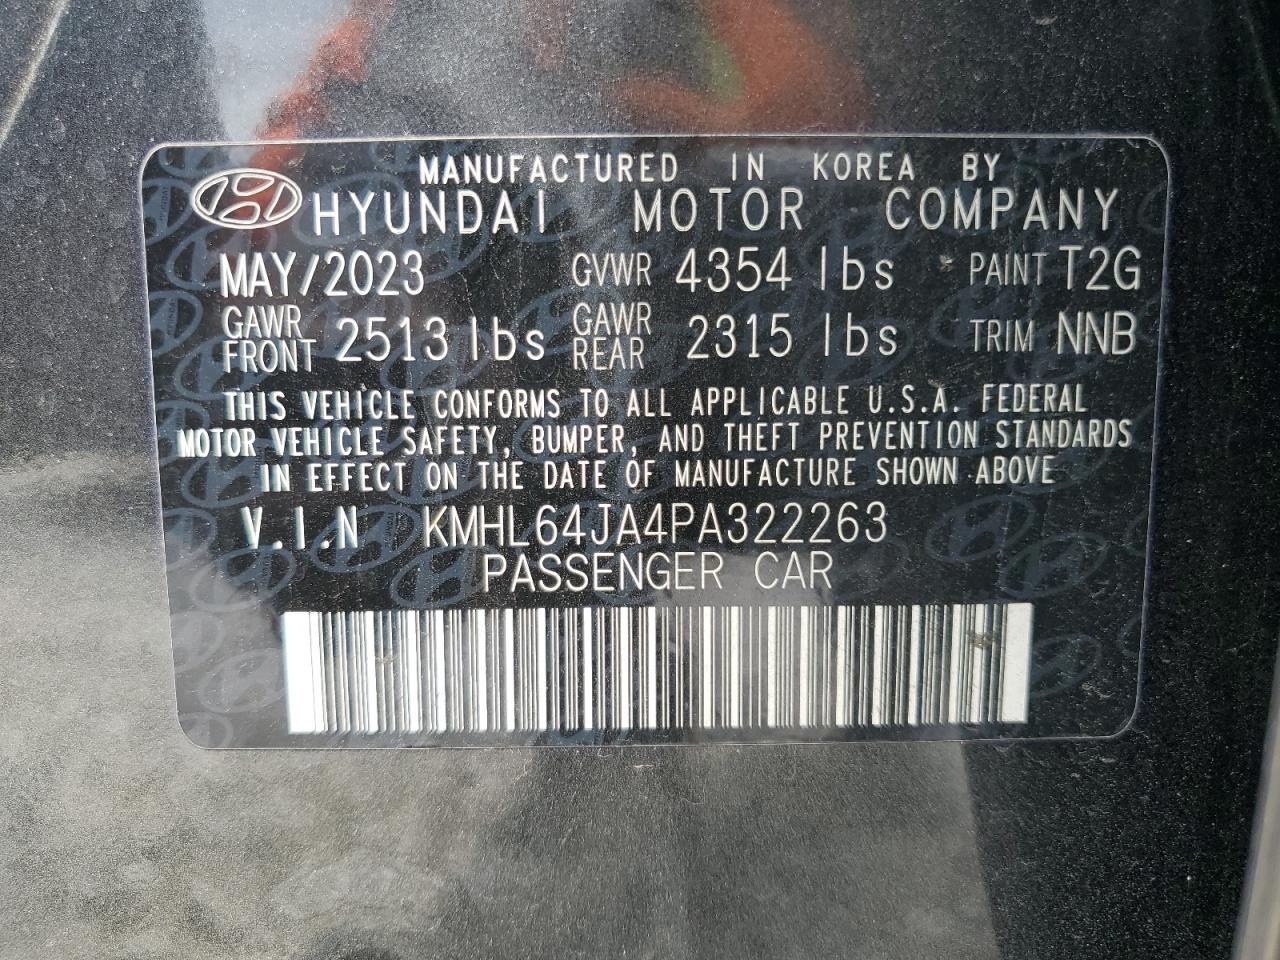 MANUFACTURED IN KOREA BY
HYUNDAI MOTOR COMPANY
MAY/2023 GVWR 4354 lbs PAINT T2G
GAWR FRONT 2513 lbs GAWR REAR 2315 lbs TRIM NNB
THIS VEHICLE CONFORMS TO ALL APPLICABLE U.S.A. FEDERAL
MOTOR VEHICLE SAFETY, BUMPER, AND THEFT PREVENTION STANDARDS
IN EFFECT ON THE DATE OF MANUFACTURE SHOWN ABOVE
V.I.N KMHL64JA4PA322263
PASSENGER CAR